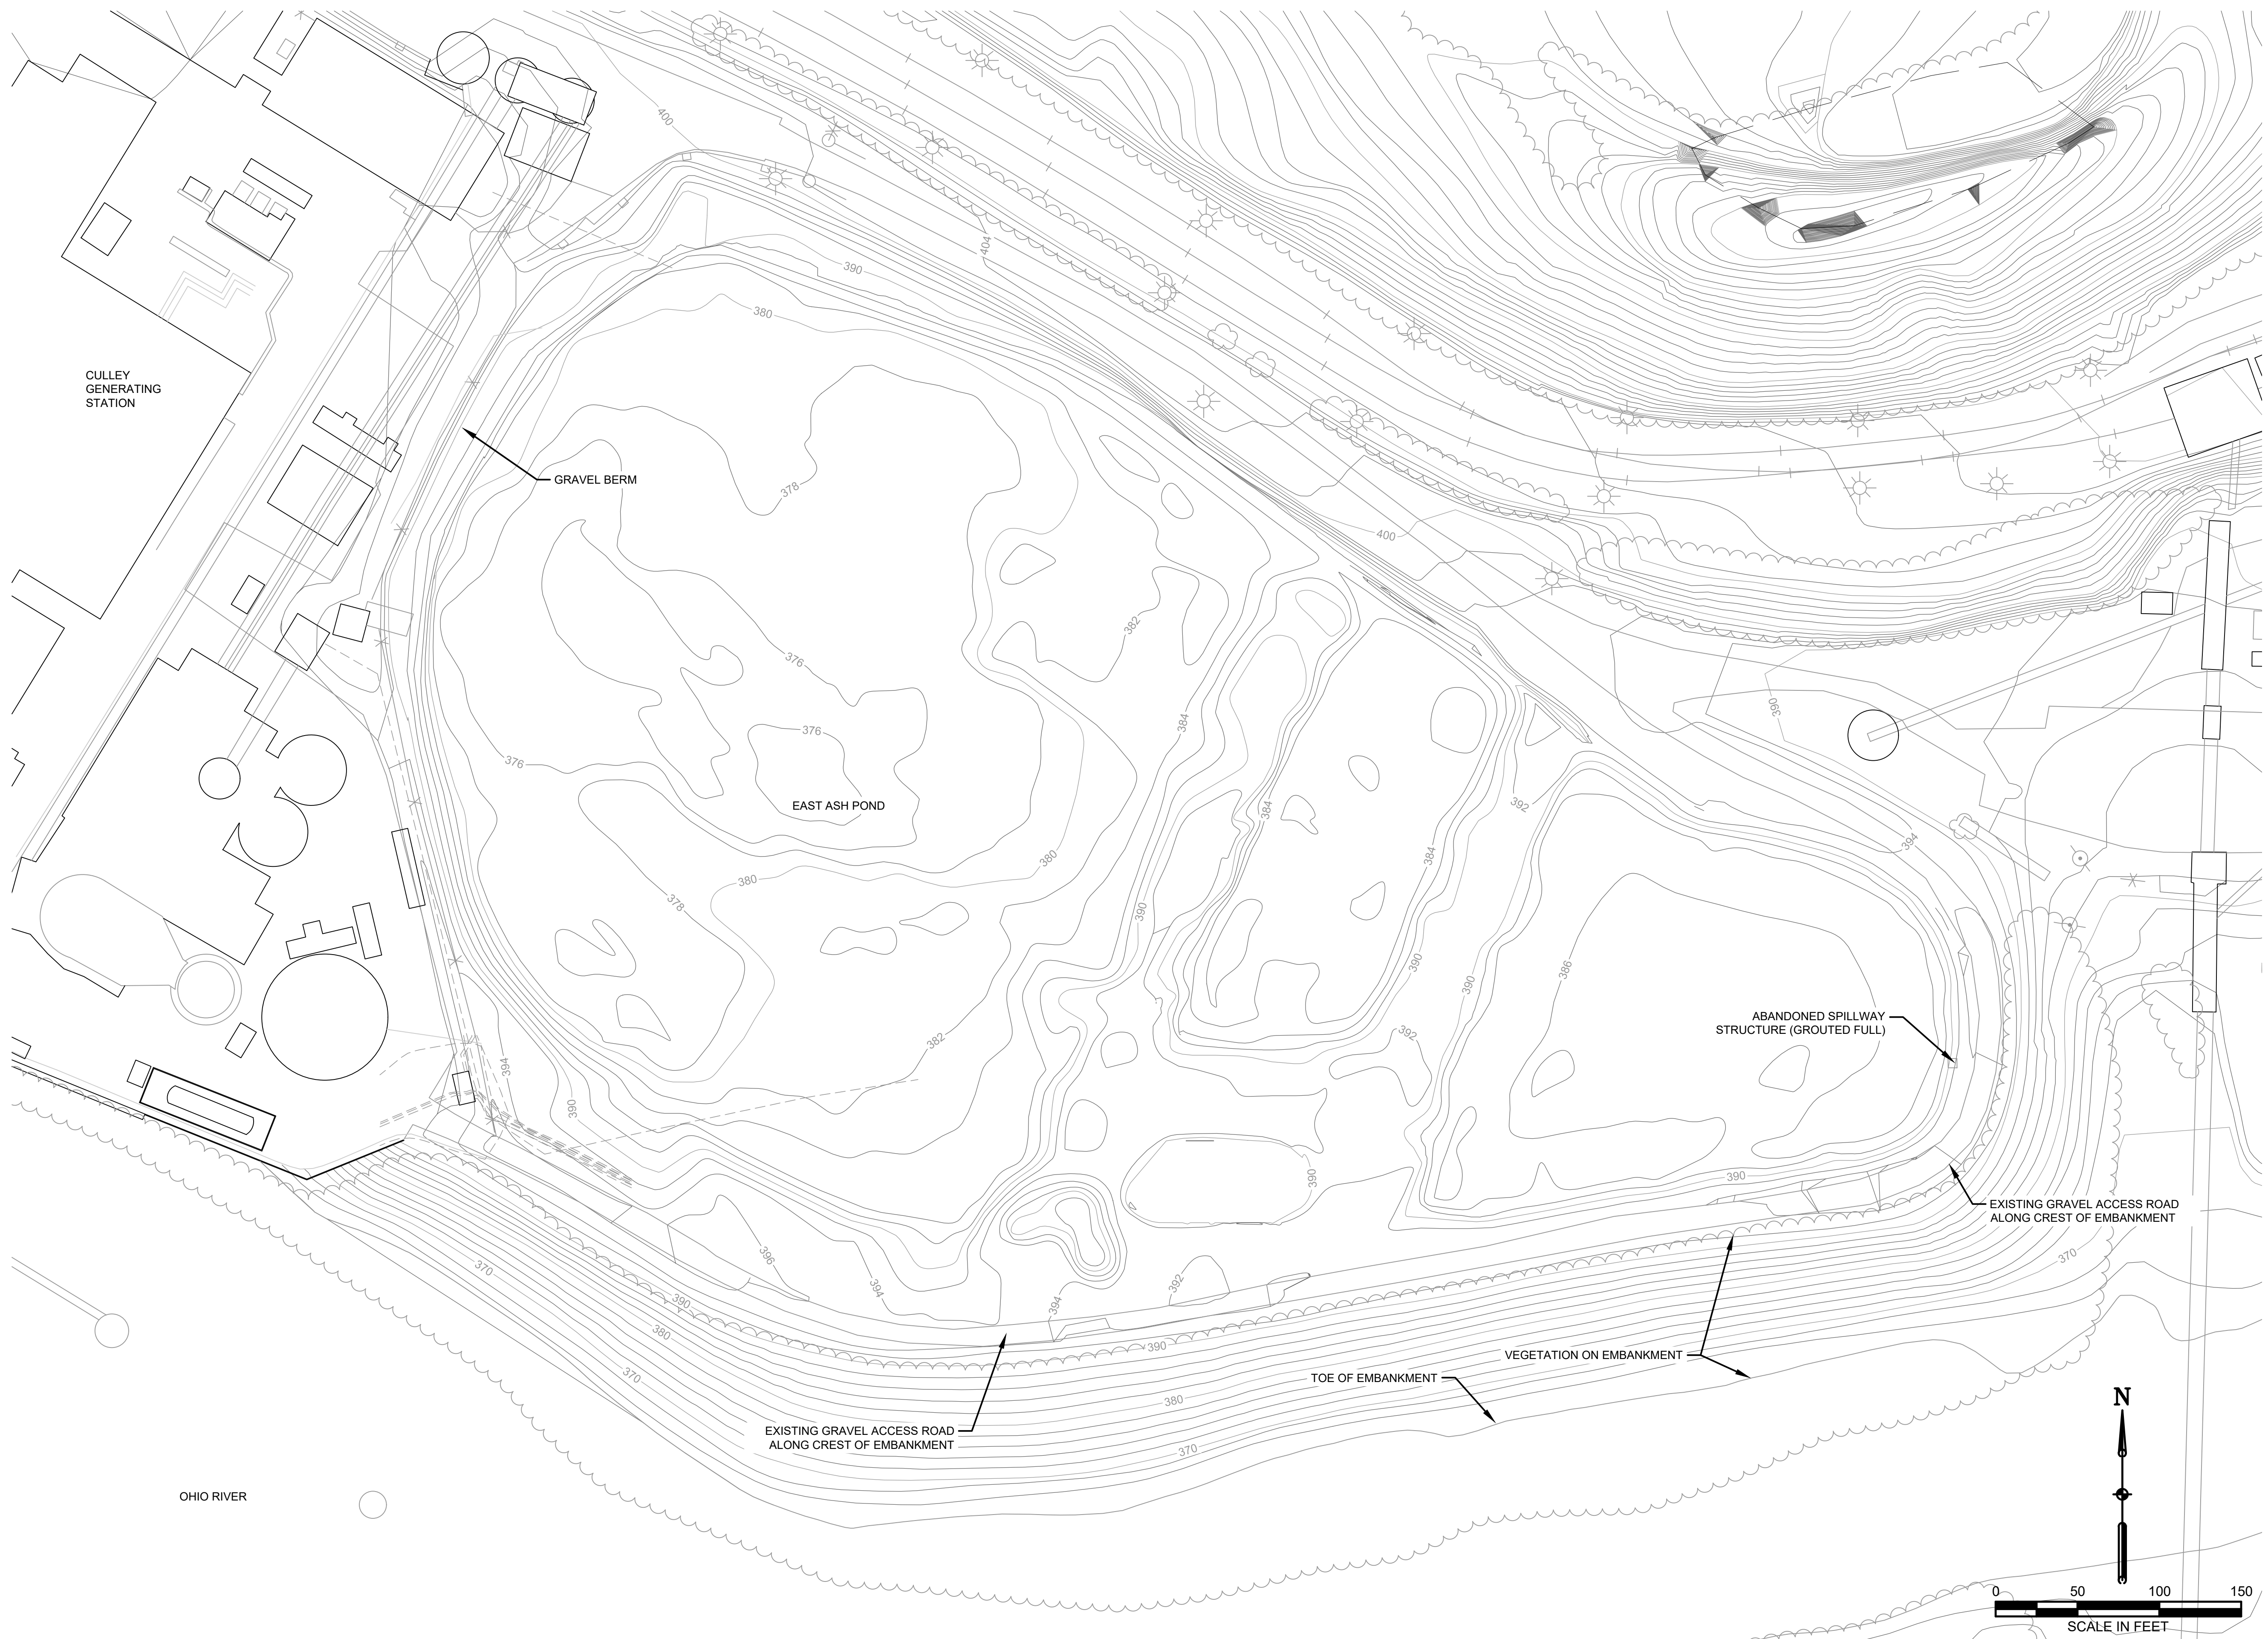 400
404
390
380
CULLEY
GENERATING
STATION
GRAVEL BERM
378
400
382
376
384
390
376
376
EAST ASH POND
384
392
394
384
380
380
378
390
390
390
386
392
382
394
390
ABANDONED SPILLWAY
STRUCTURE (GROUTED FULL)
390
390
EXISTING GRAVEL ACCESS ROAD
ALONG CREST OF EMBANKMENT
396
370
370
394
392
394
390
380
390
370
VEGETATION ON EMBANKMENT
TOE OF EMBANKMENT
380
EXISTING GRAVEL ACCESS ROAD
ALONG CREST OF EMBANKMENT
370
OHIO RIVER
N
0 50 100 150
SCALE IN FEET